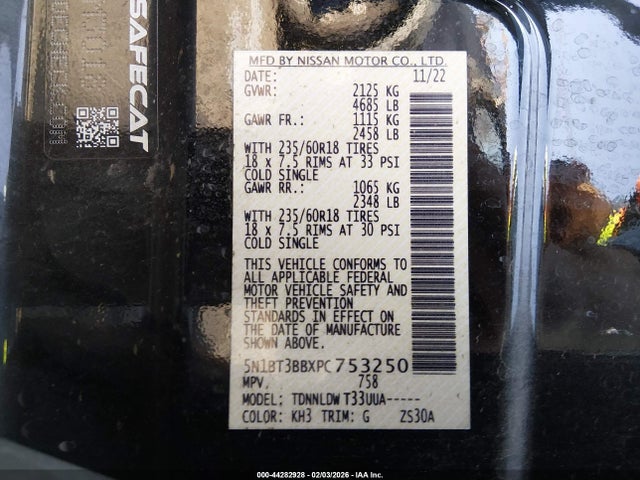 SAFECAT
MFD BY NISSAN MOTOR CO., LTD.
DATE: 11/22
GVWR: 2125 KG
4685 LB
GAWR FR.: 1115 KG
2458 LB
WITH 235/60R18 TIRES
18 x 7.5 RIMS AT 33 PSI
COLD SINGLE
GAWR RR.: 1065 KG
2348 LB
WITH 235/60R18 TIRES
18 x 7.5 RIMS AT 30 PSI
COLD SINGLE
THIS VEHICLE CONFORMS TO
ALL APPLICABLE FEDERAL
MOTOR VEHICLE SAFETY AND
THEFT PREVENTION
STANDARDS IN EFFECT ON
THE DATE OF MANUFACTURE
SHOWN ABOVE.
5N1BT3BBXPC753250
MPV 758
MODEL: TDNNLDW T33UUA-----
COLOR: KH3 TRIM: G ZS30A
000-44282928 - 02/03/2026 - IAA Inc.